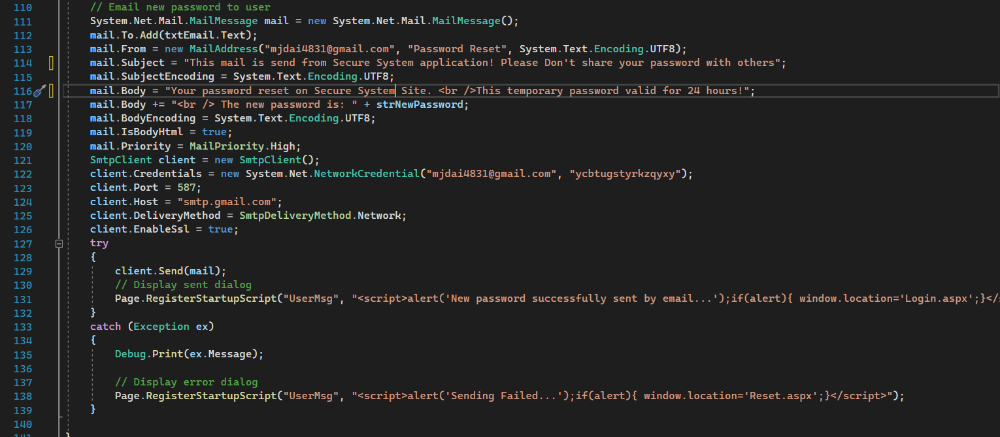 110 // Email new password to user
111 System.Net.Mail.MailMessage mail = new System.Net.Mail.MailMessage();
112 mail.To.Add(txtEmail.Text);
113 mail.From = new MailAddress("mjdai4831@gmail.com", "Password Reset", System.Text.Encoding.UTF8);
114 mail.Subject = "This mail is send from Secure System application! Please Don't share your password with others";
115 mail.SubjectEncoding = System.Text.Encoding.UTF8;
116 mail.Body = "Your password reset on Secure System Site. <br />This temporary password valid for 24 hours!";
117 mail.Body += "<br /> The new password is: " + strNewPassword;
118 mail.BodyEncoding = System.Text.Encoding.UTF8;
119 mail.IsBodyHtml = true;
120 mail.Priority = MailPriority.High;
121 SmtpClient client = new SmtpClient();
122 client.Credentials = new System.Net.NetworkCredential("mjdai4831@gmail.com", "ycbtugstyrkzqyxy");
123 client.Port = 587;
124 client.Host = "smtp.gmail.com";
125 client.DeliveryMethod = SmtpDeliveryMethod.Network;
126 client.EnableSsl = true;
127 try
128 {
129 client.Send(mail);
130 // Display sent dialog
131 Page.RegisterStartupScript("UserMsg", "<script>alert('New password successfully sent by email...');if(alert){ window.location='Login.aspx';}</
132 }
133 catch (Exception ex)
134 {
135 Debug.Print(ex.Message);
136
137 // Display error dialog
138 Page.RegisterStartupScript("UserMsg", "<script>alert('Sending Failed...');if(alert){ window.location='Reset.aspx';}</script>");
139 }
140